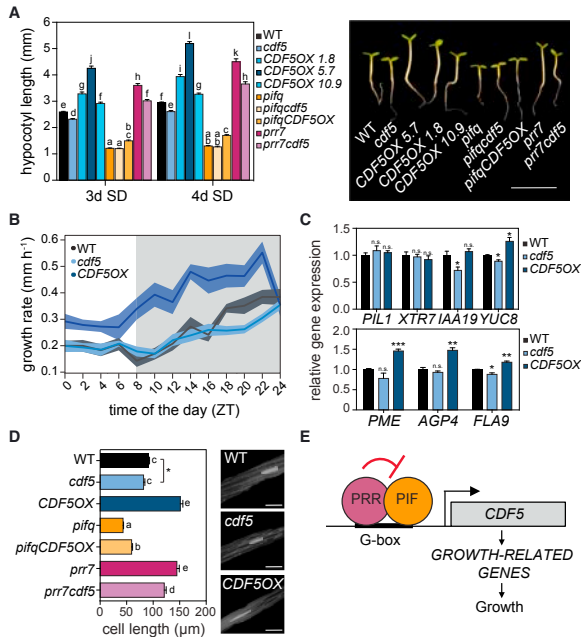 A
hypocotyl length (mm)
6
5
4
3
2
1
0
e d g j e a a b h f
f e i l g b b c k h
3d SD
4d SD
WT
cdf5
CDF5OX 1.8
CDF5OX 5.7
CDF5OX 10.9
pifq
pifqcdf5
pifqCDF5OX
prr7
prr7cdf5
WT
cdf5
CDF5OX 5.7
CDF5OX 1.8
CDF5OX 10.9
pifq
pifqcdf5
pifqCDF5OX
prr7
prr7cdf5
B
growth rate (mm h-1)
0.6
0.5
0.4
0.3
0.2
0.1
0 2 4 6 8 10 12 14 16 18 20 22 24
time of the day (ZT)
WT
cdf5
CDF5OX
C
relative gene expression
1.5
1.0
0.5
0.0
n.s. n.s. * * *
PIL1 XTR7 IAA19 YUC8
WT
cdf5
CDF5OX
2.0
1.5
1.0
0.5
0.0
n.s. *** n.s. ** * **
PME AGP4 FLA9
WT
cdf5
CDF5OX
D
WT c
cdf5 c
*
CDF5OX e
pifq a
pifqCDF5OX b
prr7 e
prr7cdf5 d
0 50 100 150 200
cell length (µm)
WT
cdf5
CDF5OX
E
PRR PIF
G-box
CDF5
GROWTH-RELATED
GENES
Growth